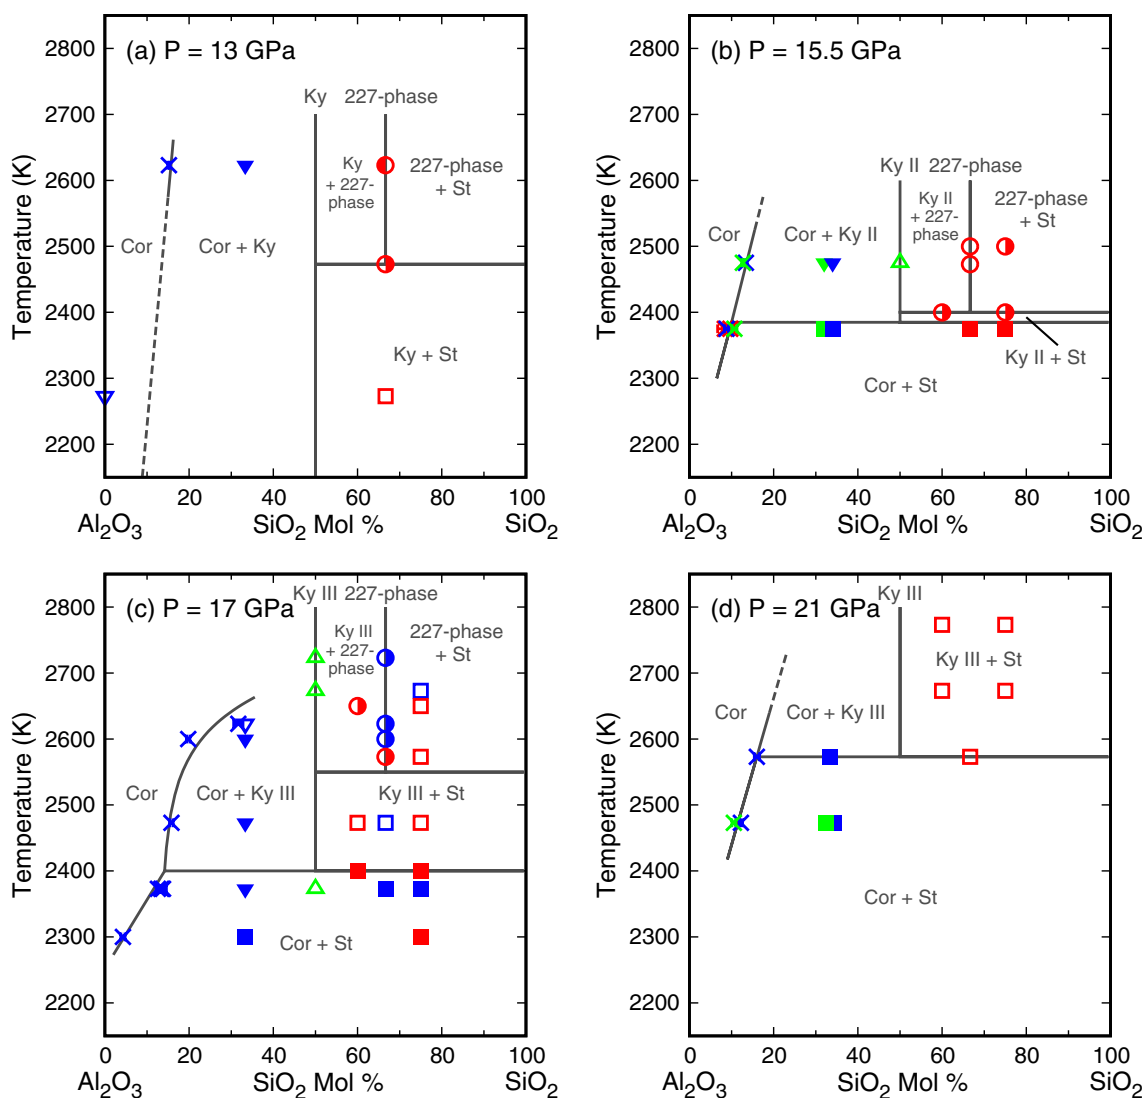 (a) P = 13 GPa
Temperature (K)
2800
2700
2600
2500
2400
2300
2200
Ky 227-phase
Ky
+ 227-
phase
227-phase
+ St
Cor
Cor + Ky
Ky + St
0 20 40 60 80 100
Al2O3 SiO2 Mol % SiO2
(b) P = 15.5 GPa
Temperature (K)
2800
2700
2600
2500
2400
2300
2200
Ky II 227-phase
Ky II
+ 227-
phase
227-phase
+ St
Cor
Cor + Ky II
Ky II + St
Cor + St
0 20 40 60 80 100
Al2O3 SiO2 Mol % SiO2
(c) P = 17 GPa
Temperature (K)
2800
2700
2600
2500
2400
2300
2200
Ky III 227-phase
Ky III
+ 227-
phase
227-phase
+ St
Cor
Cor + Ky III
Ky III + St
Cor + St
0 20 40 60 80 100
Al2O3 SiO2 Mol % SiO2
(d) P = 21 GPa
Temperature (K)
2800
2700
2600
2500
2400
2300
2200
Ky III
Ky III + St
Cor
Cor + Ky III
Cor + St
0 20 40 60 80 100
Al2O3 SiO2 Mol % SiO2